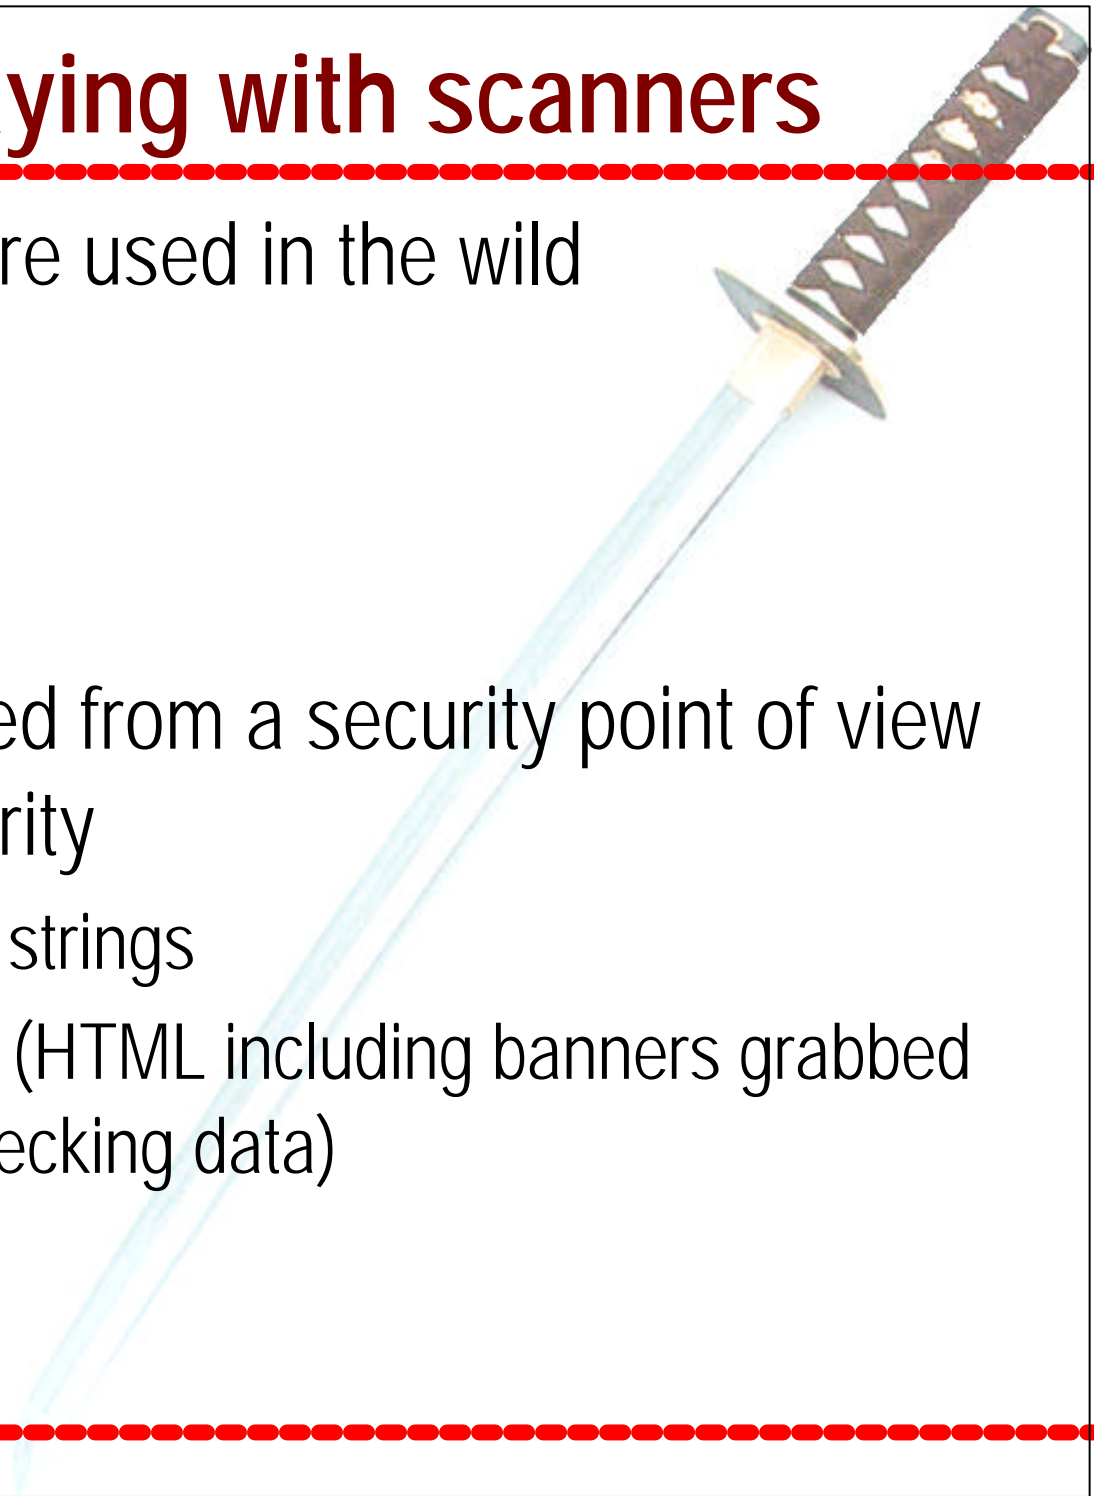 ying with scanners
re used in the wild
ed from a security point of view
rity
strings
(HTML including banners grabbed
ecking data)